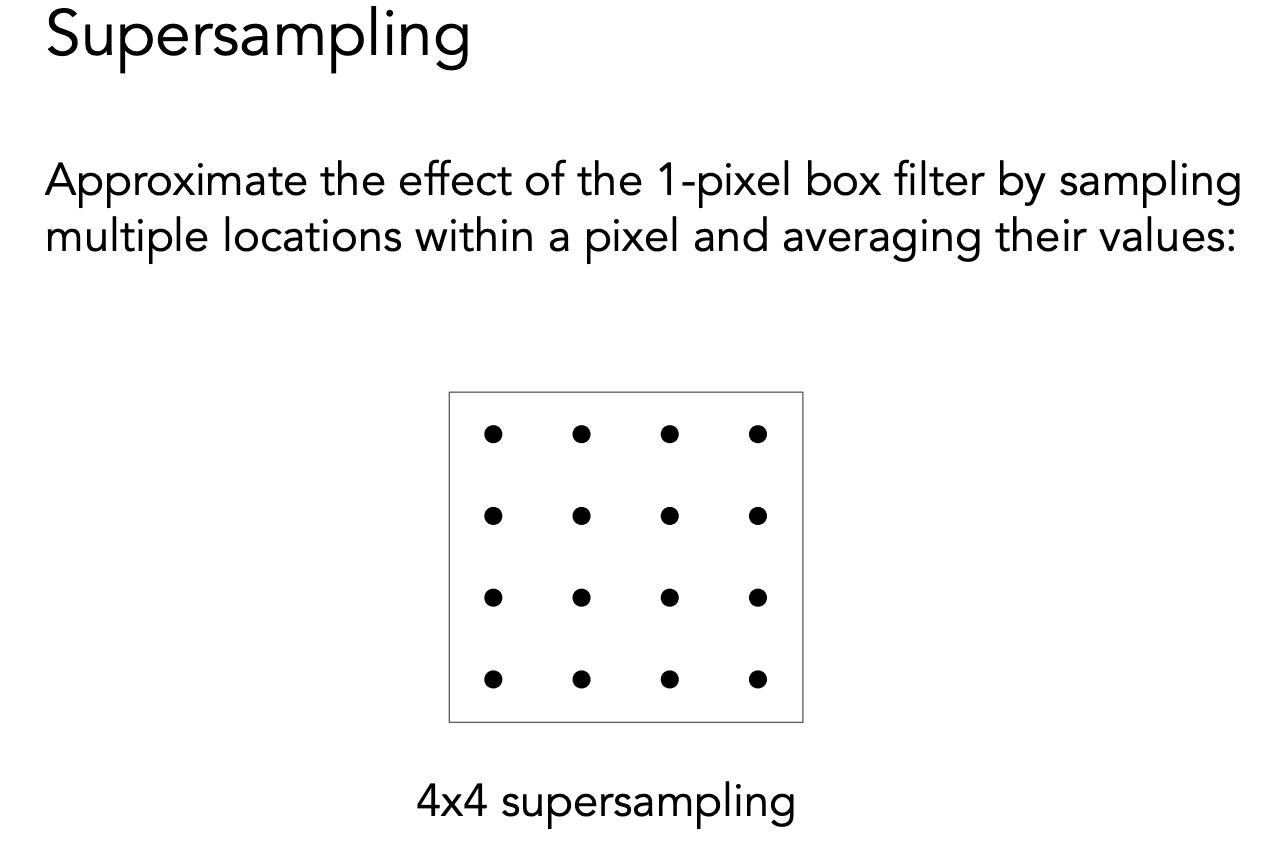 Supersampling
Approximate the effect of the 1-pixel box filter by sampling
multiple locations within a pixel and averaging their values:
4x4 supersampling